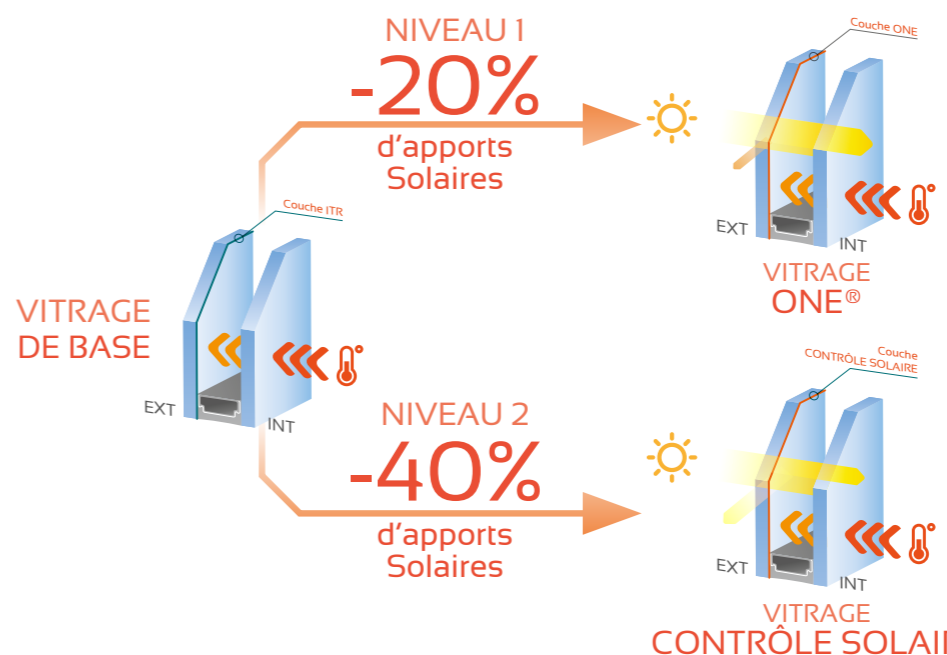 NIVEAU 1
-20%
d'apports
Solaires
Couche ONE
EXT
INT
VITRAGE
ONE®
Couche ITR
VITRAGE
DE BASE
EXT
INT
NIVEAU 2
-40%
d'apports
Solaires
Couche
CONTRÔLE SOLAIRE
EXT
INT
VITRAGE
CONTRÔLE